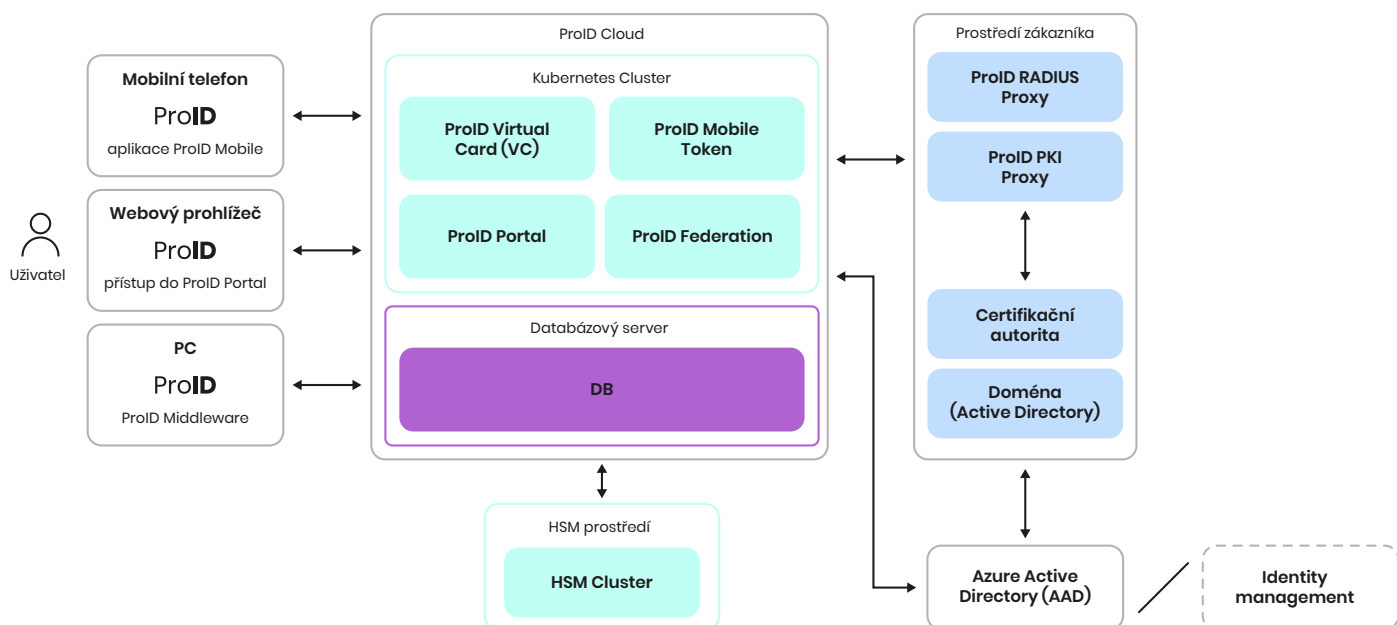 Uživatel
Mobilní telefon
ProID
aplikace ProID Mobile
Webový prohlížeč
ProID
přístup do ProID Portal
PC
ProID
ProID Middleware
ProID Cloud
Kubernetes Cluster
ProID Virtual
Card (VC)
ProID Mobile
Token
ProID Portal
ProID Federation
Databázový server
DB
HSM prostředí
HSM Cluster
Prostředí zákazníka
ProID RADIUS
Proxy
ProID PKI
Proxy
Certifikační
autorita
Doména
(Active Directory)
Azure Active
Directory (AAD)
Identity
management